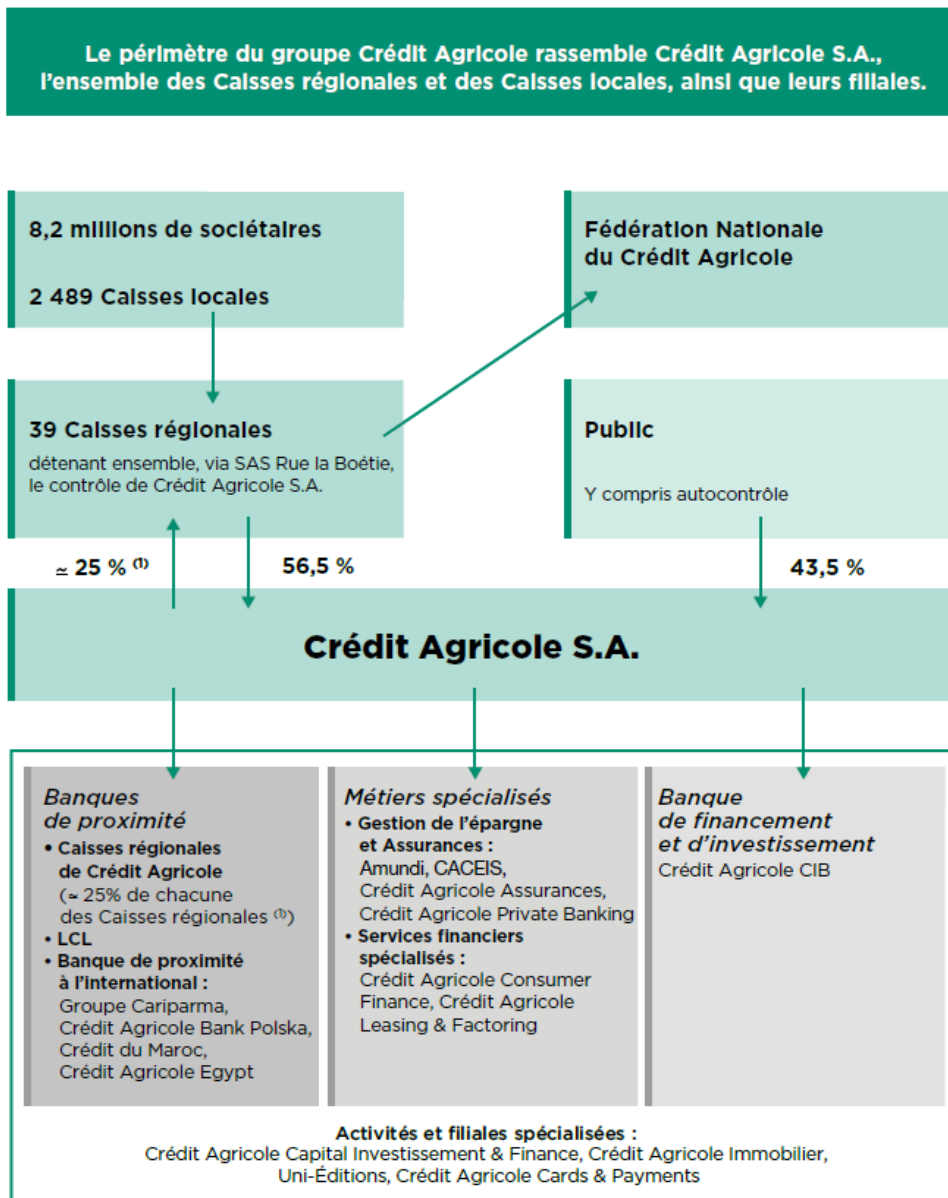 Le périmètre du groupe Crédit Agricole rassemble Crédit Agricole S.A.,
l'ensemble des Caisses régionales et des Caisses locales, ainsi que leurs filiales.
8,2 millions de sociétaires
2 489 Caisses locales
Fédération Nationale
du Crédit Agricole
39 Caisses régionales
détenant ensemble, via SAS Rue la Boétie,
le contrôle de Crédit Agricole S.A.
Public
Y compris autocontrôle
≃ 25 % (1)
56,5 %
43,5 %
Crédit Agricole S.A.
Banques
de proximité
• Caisses régionales
de Crédit Agricole
(≃ 25% de chacune
des Caisses régionales (1))
• LCL
• Banque de proximité
à l'international :
Groupe Cariparma,
Crédit Agricole Bank Polska,
Crédit du Maroc,
Crédit Agricole Egypt
Métiers spécialisés
• Gestion de l'épargne
et Assurances :
Amundi, CACEIS,
Crédit Agricole Assurances,
Crédit Agricole Private Banking
• Services financiers
spécialisés :
Crédit Agricole Consumer
Finance, Crédit Agricole
Leasing & Factoring
Banque
de financement
et d'investissement
Crédit Agricole CIB
Activités et filiales spécialisées :
Crédit Agricole Capital Investissement & Finance, Crédit Agricole Immobilier,
Uni-Éditions, Crédit Agricole Cards & Payments